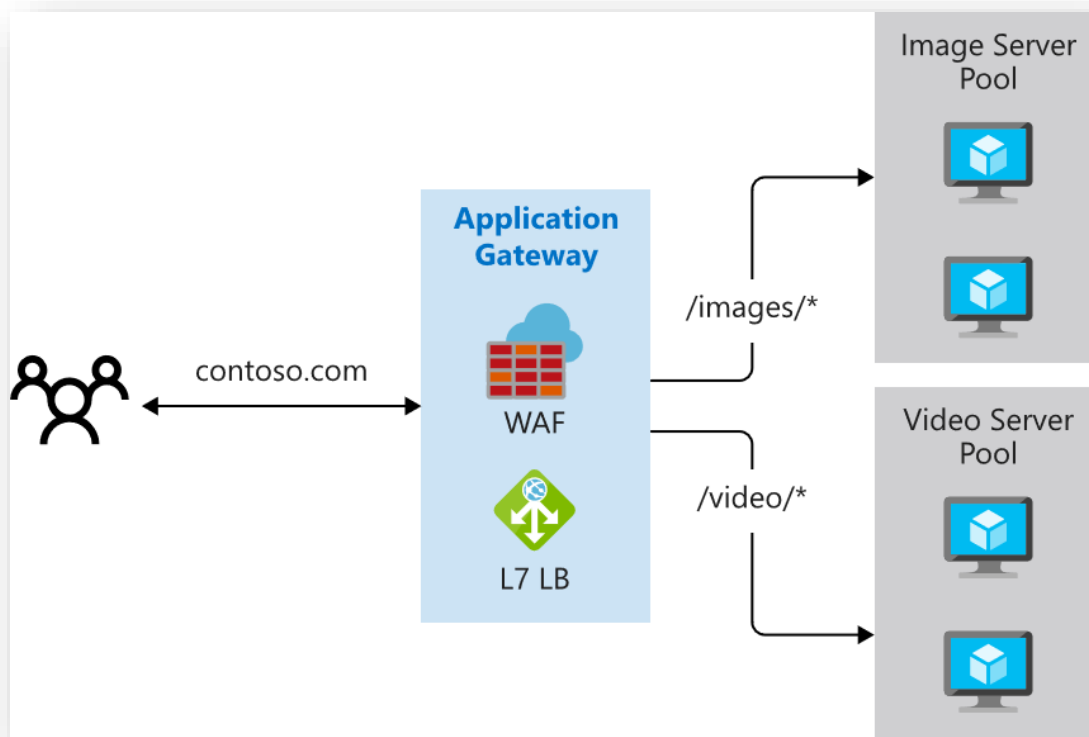 Image Server
Pool
Application
Gateway
/images/*
contoso.com
WAF
Video Server
Pool
/video/*
L7 LB